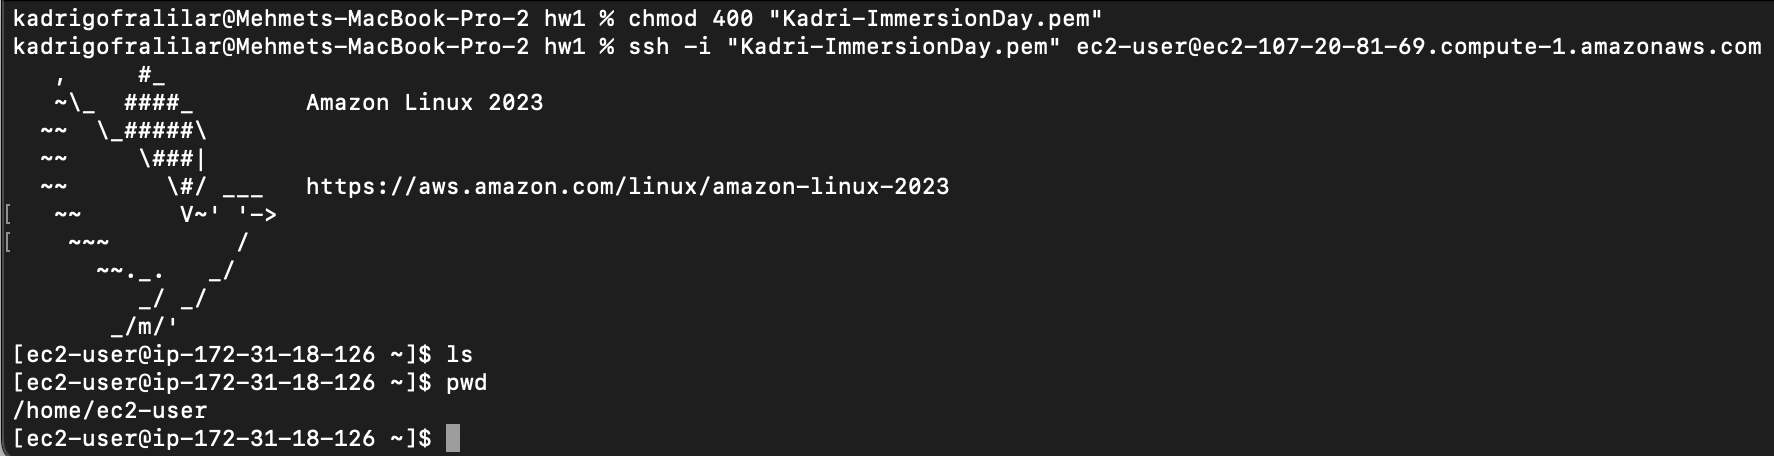 kadrigofralilar@Mehmets-MacBook-Pro-2 hw1 % chmod 400 "Kadri-ImmersionDay.pem"
kadrigofralilar@Mehmets-MacBook-Pro-2 hw1 % ssh -i "Kadri-ImmersionDay.pem" ec2-user@ec2-107-20-81-69.compute-1.amazonaws.com
   ,     #_
   ~\_  ####_        Amazon Linux 2023
  ~~  \_#####\
  ~~     \###|
  ~~       \#/ ___   https://aws.amazon.com/linux/amazon-linux-2023
[   ~~       V~' '->
[    ~~~         /
      ~~._.   _/
         _/ _/
       _/m/'
[ec2-user@ip-172-31-18-126 ~]$ ls
[ec2-user@ip-172-31-18-126 ~]$ pwd
/home/ec2-user
[ec2-user@ip-172-31-18-126 ~]$